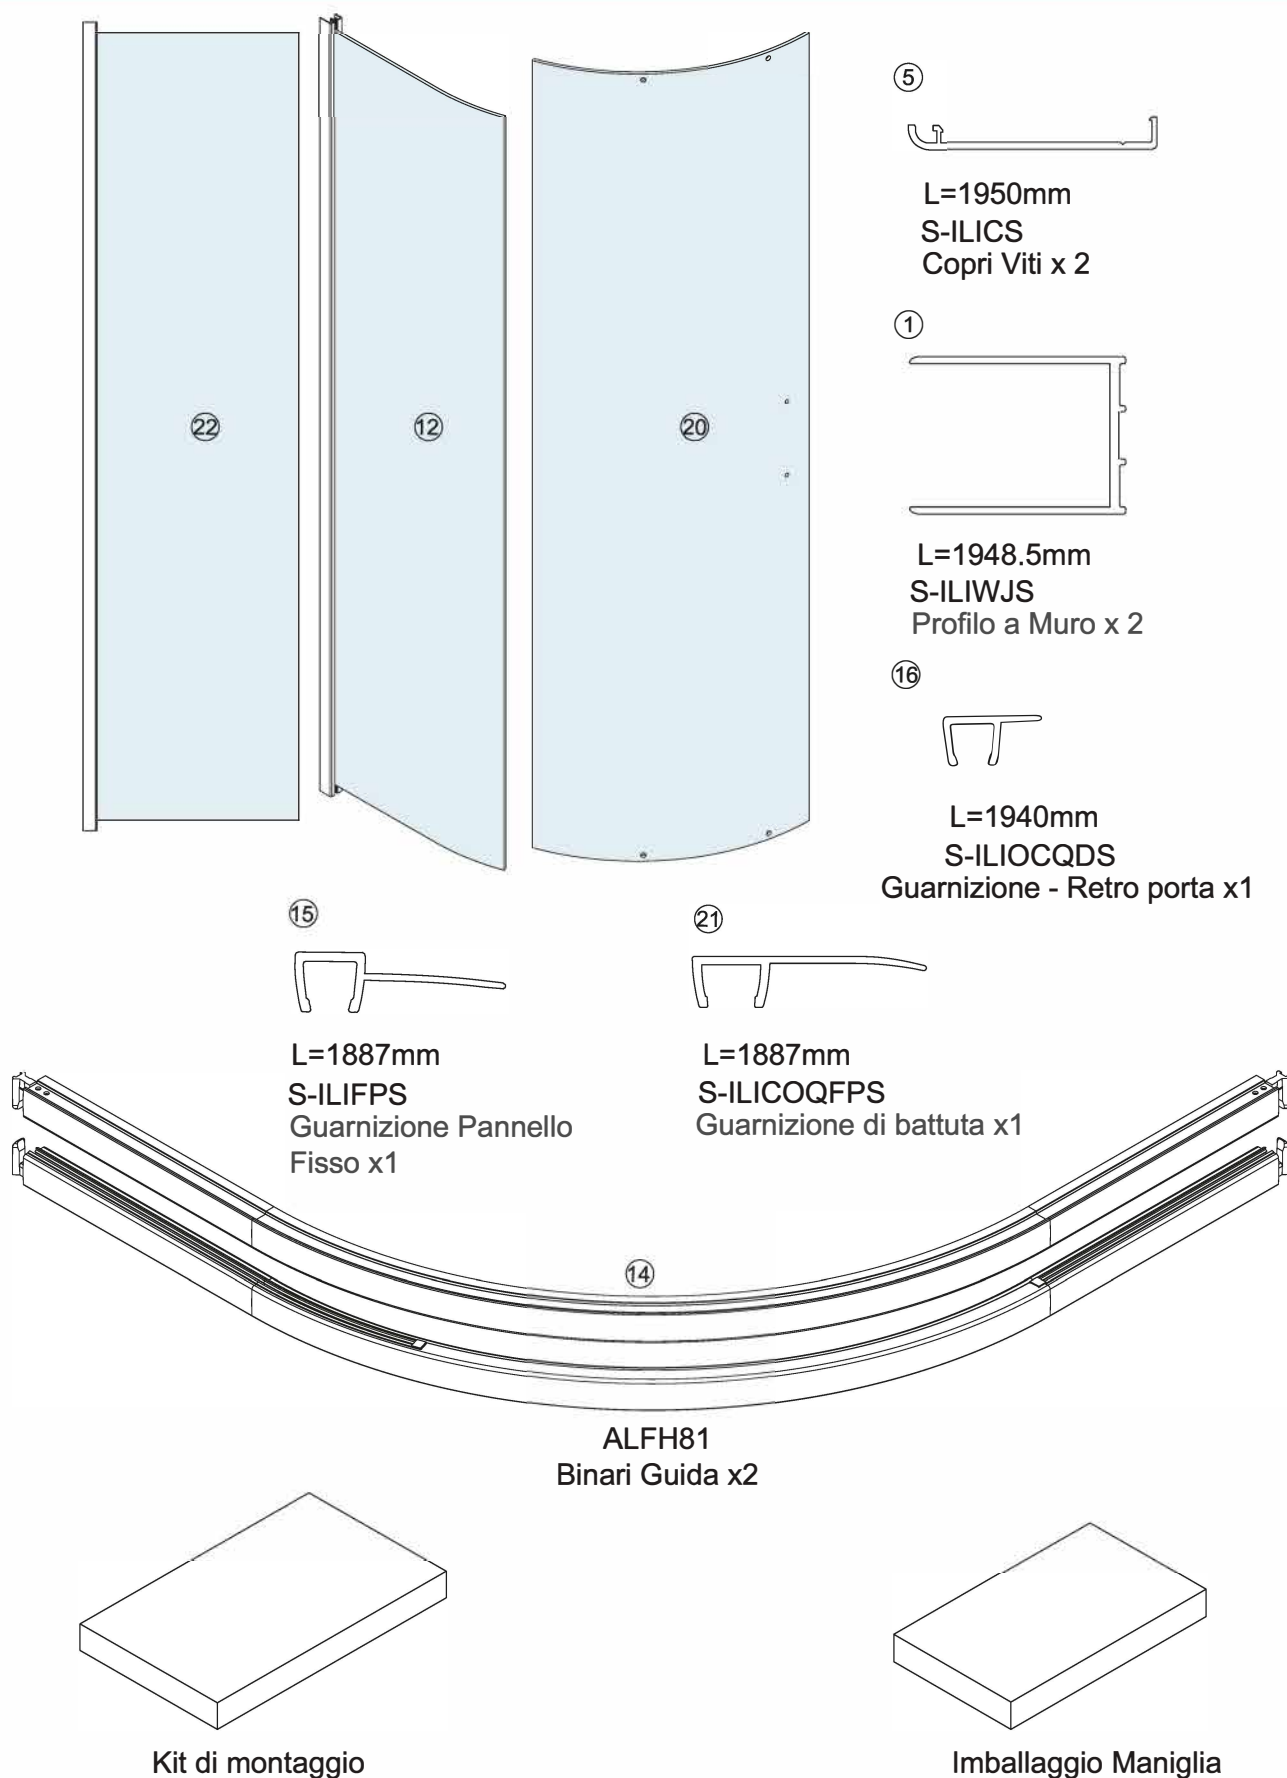 5
L=1950mm
S-ILICS
Copri Viti x 2
1
22
12
20
L=1948.5mm
S-ILIWJS
Profilo a Muro x 2
16
L=1940mm
S-ILIOCQDS
Guarnizione - Retro porta x1
15
L=1887mm
S-ILIFPS
Guarnizione Pannello
Fisso x1
21
L=1887mm
S-ILICOQFPS
Guarnizione di battuta x1
14
ALFH81
Binari Guida x2
Kit di montaggio
Imballaggio Maniglia